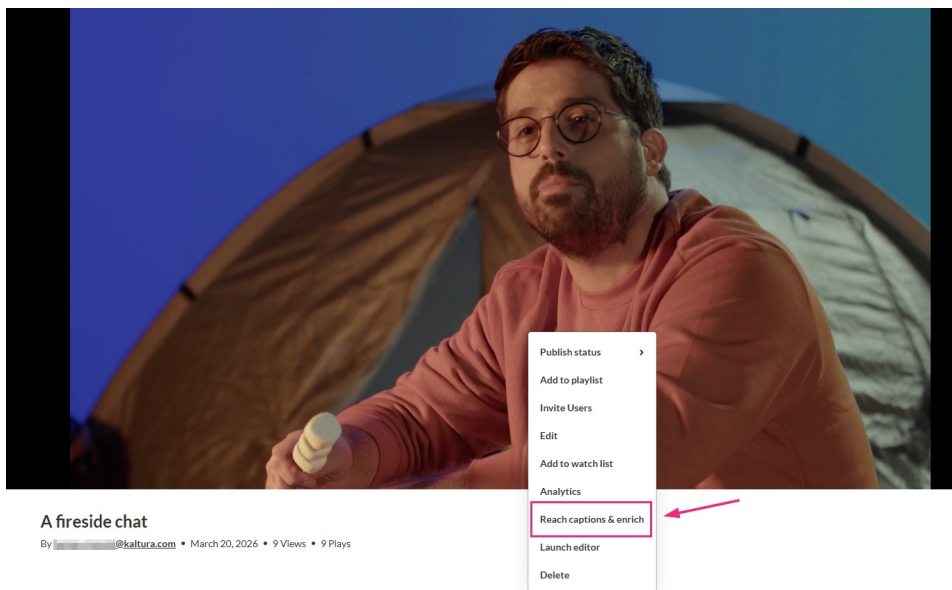 Publish status
Add to playlist
Invite Users
Edit
Add to watch list
Analytics
Reach captions & enrich
Launch editor
Delete
A fireside chat
By @kaltura.com • March 20, 2026 • 9 Views • 9 Plays